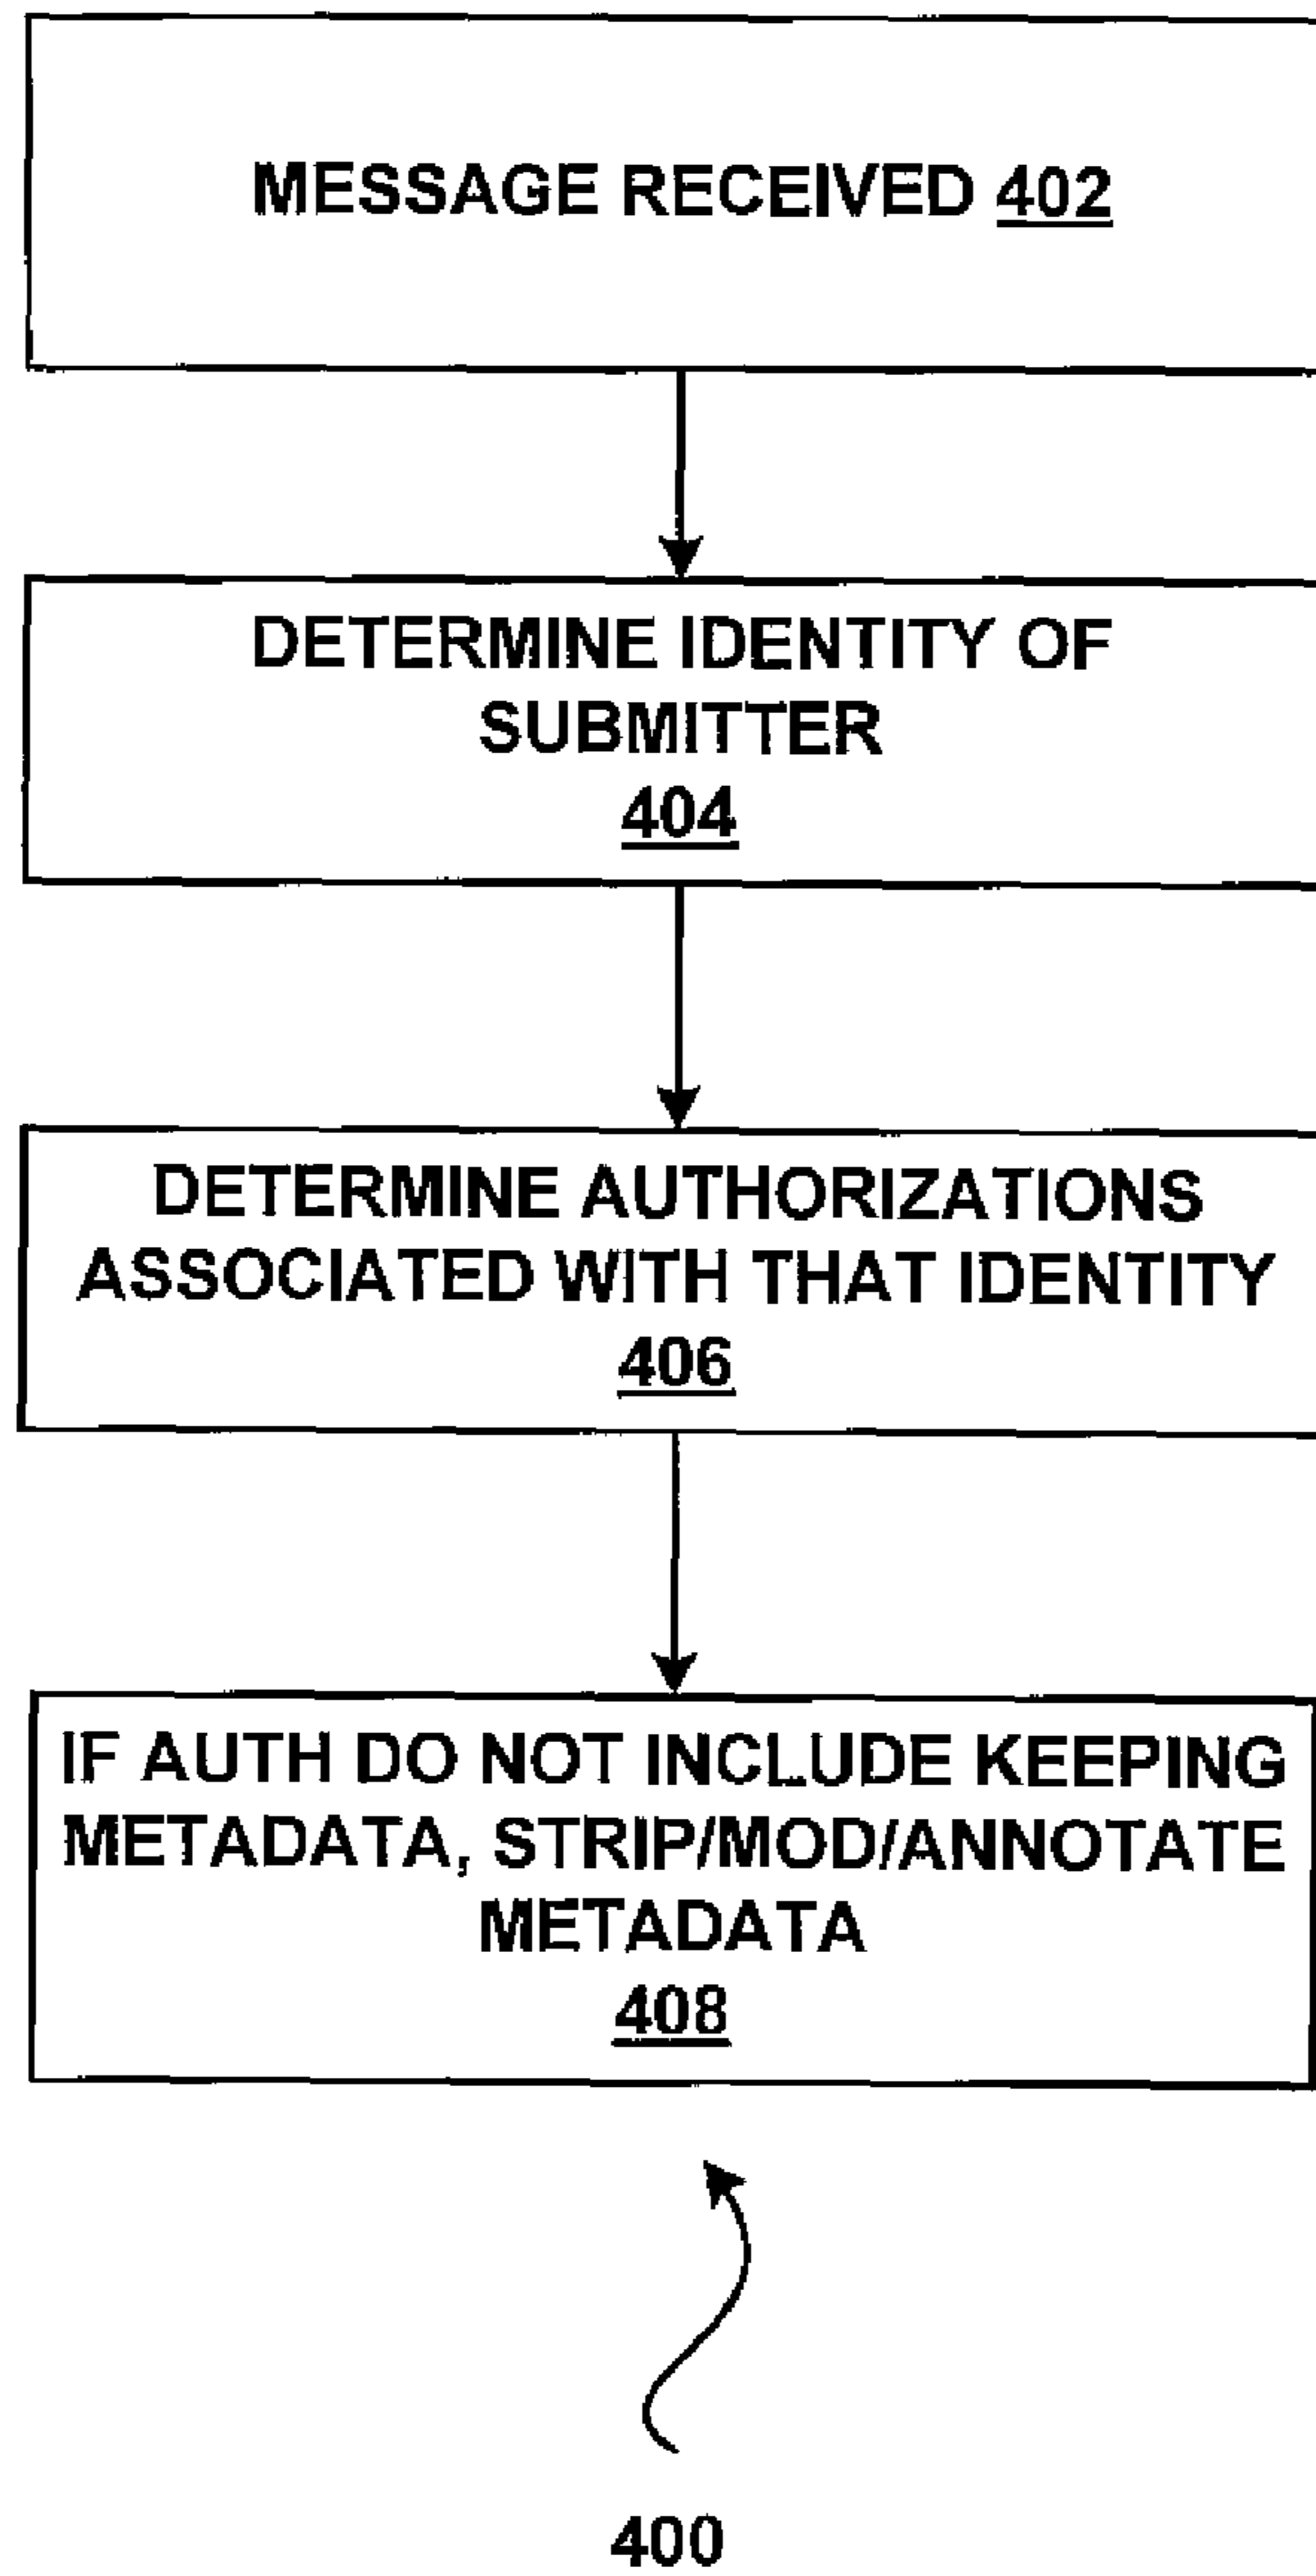 MESSAGE RECEIVED 402
DETERMINE IDENTITY OF
SUBMITTER
404
DETERMINE AUTHORIZATIONS
ASSOCIATED WITH THAT IDENTITY
406
IF AUTH DO NOT INCLUDE KEEPING
METADATA, STRIP/MOD/ANNOTATE
METADATA
408
400